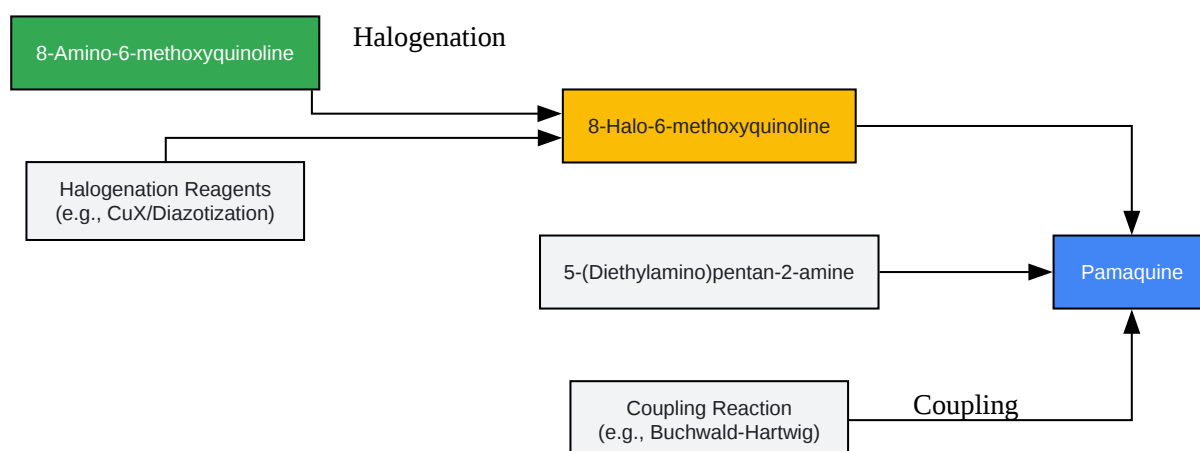 8-Amino-6-methoxyquinoline
Halogenation
8-Halo-6-methoxyquinoline
Halogenation Reagents
(e.g., CuX/Diazotization)
5-(Diethylamino)pentan-2-amine
Pamaquine
Coupling Reaction
(e.g., Buchwald-Hartwig)
Coupling